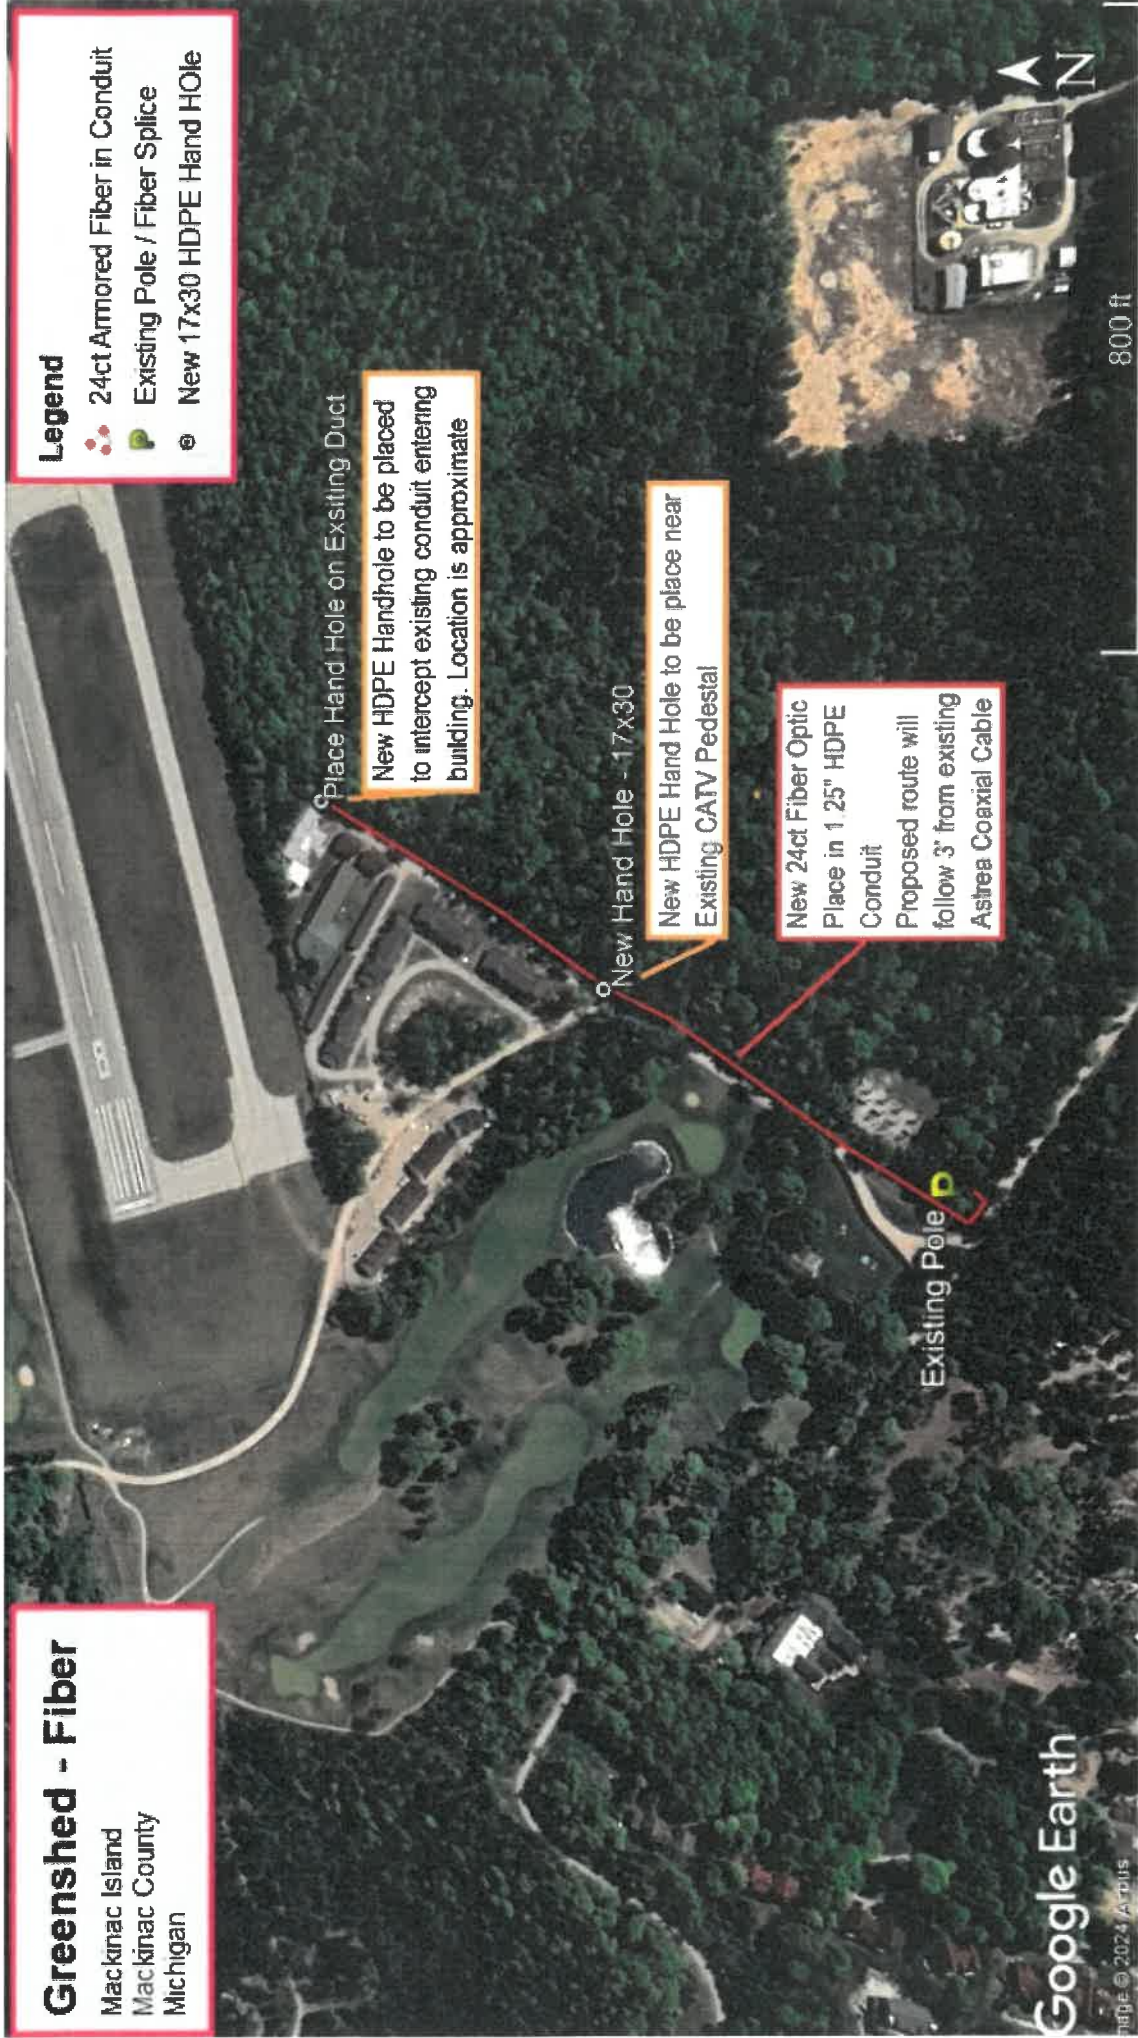 Greenshed - Fiber
Mackinac Island
Mackinac County
Michigan
Legend
24ct Armored Fiber in Conduit
Existing Pole / Fiber Splice
New 17x30 HDPE Hand HOle
Place Hand Hole on Exsiting Duct
New HDPE Handhole to be placed
to intercept existing conduit entering
building. Location is approximate
New Hand Hole - 17x30
New HDPE Hand Hole to be place near
Existing CATV Pedestal
New 24ct Fiber Optic
Place in 1.25" HDPE
Conduit
Proposed route will
follow 3' from existing
Astrea Coaxial Cable
Existing Pole
Google Earth
© 2024 Airbus
800 ft
N